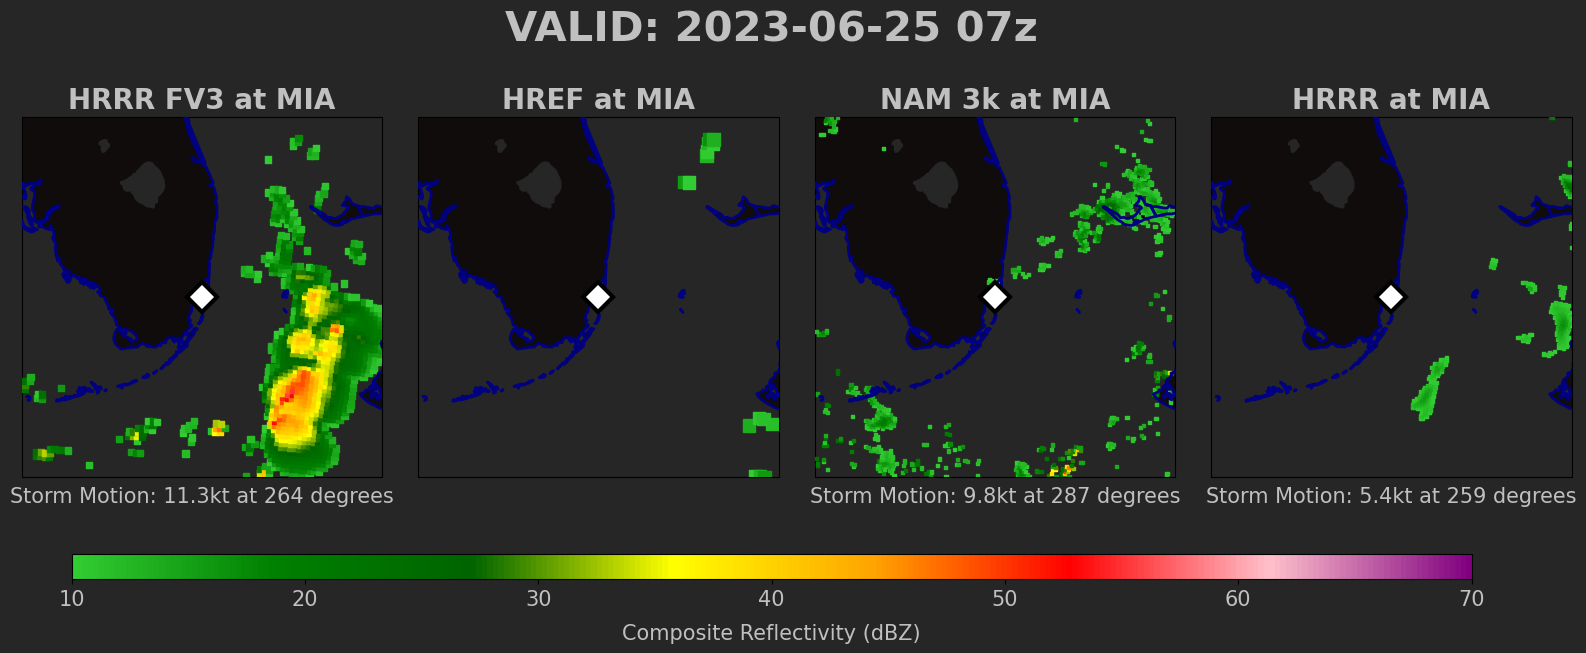 VALID: 2023-06-25 07z
HRRR FV3 at MIA
HREF at MIA
NAM 3k at MIA
HRRR at MIA
Storm Motion: 11.3kt at 264 degrees
Storm Motion: 9.8kt at 287 degrees
Storm Motion: 5.4kt at 259 degrees
10 20 30 40 50 60 70
Composite Reflectivity (dBZ)